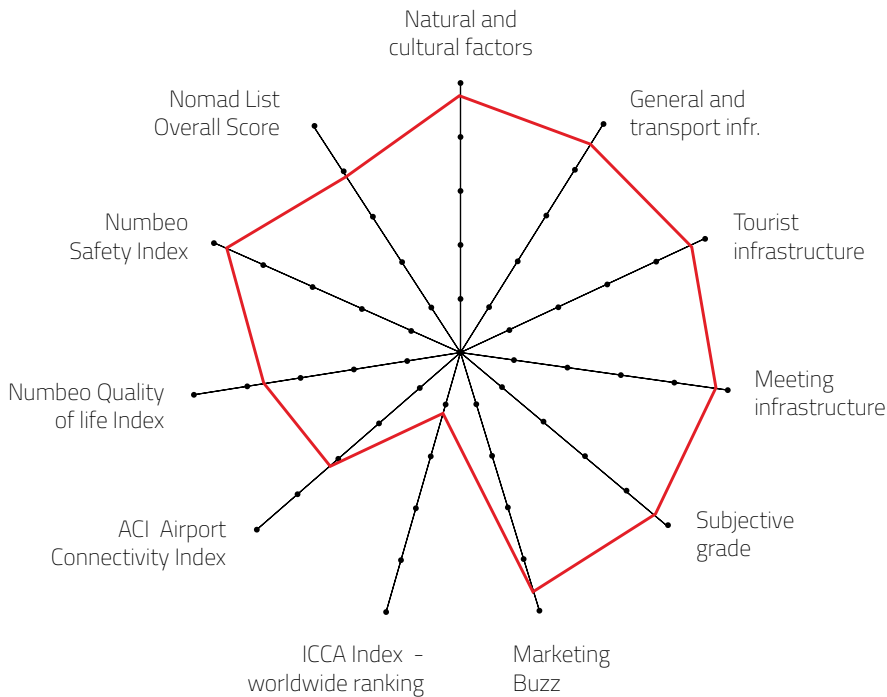 Natural and
cultural factors
General and
transport infr.
Tourist
infrastructure
Meeting
infrastructure
Subjective
grade
Marketing
Buzz
ICCA Index -
worldwide ranking
ACI Airport
Connectivity Index
Numbeo Quality
of life Index
Numbeo
Safety Index
Nomad List
Overall Score